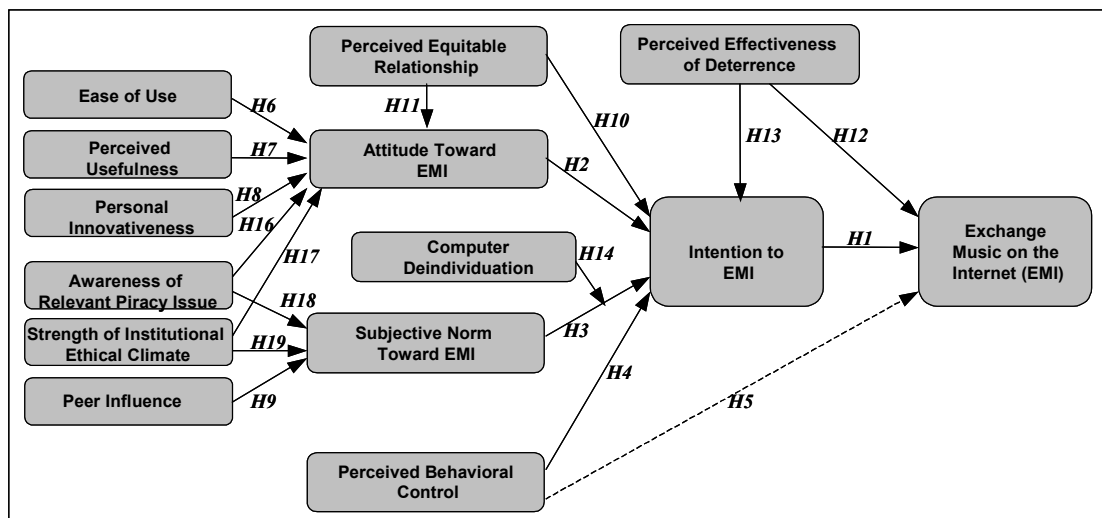 Perceived Equitable
Relationship
Perceived Effectiveness
of Deterrence
Ease of Use
H6
H11
H10
H13
H12
Perceived
Usefulness
H7
Attitude Toward
EMI
H2
Personal
Innovativeness
H8
H16
H17
Computer
Deindividuation
H14
Intention to
EMI
H1
Exchange
Music on the
Internet (EMI)
Awareness of
Relevant Piracy Issue
H18
Strength of Institutional
Ethical Climate
H19
Subjective Norm
Toward EMI
H3
H4
H5
Peer Influence
H9
Perceived Behavioral
Control